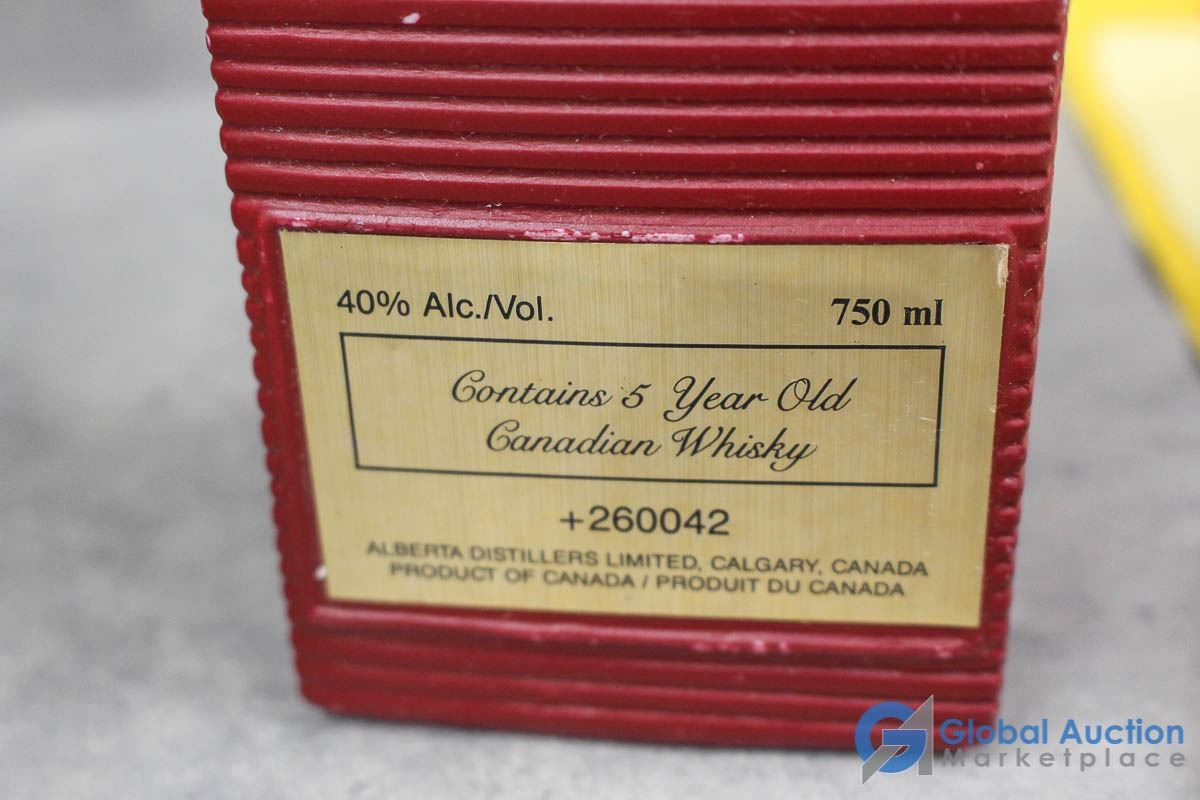 40% Alc./Vol. 750 ml
Contains 5 Year Old
Canadian Whisky
+260042
ALBERTA DISTILLERS LIMITED, CALGARY, CANADA
PRODUCT OF CANADA / PRODUIT DU CANADA
Global Auction
Marketplace